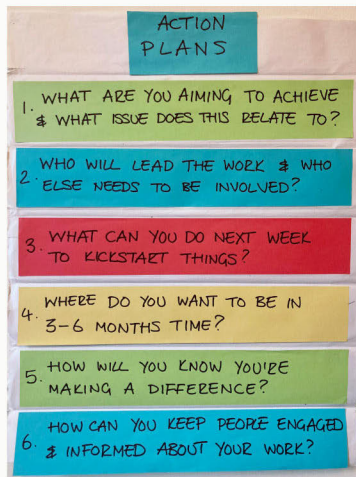 ACTION
PLANS
1. WHAT ARE YOU AIMING TO ACHIEVE
& WHAT ISSUE DOES THIS RELATE TO?
2. WHO WILL LEAD THE WORK & WHO
ELSE NEEDS TO BE INVOLVED?
3. WHAT CAN YOU DO NEXT WEEK
TO KICKSTART THINGS?
4. WHERE DO YOU WANT TO BE IN
3-6 MONTHS TIME?
5. HOW WILL YOU KNOW YOU'RE
MAKING A DIFFERENCE?
6. HOW CAN YOU KEEP PEOPLE ENGAGED
& INFORMED ABOUT YOUR WORK?